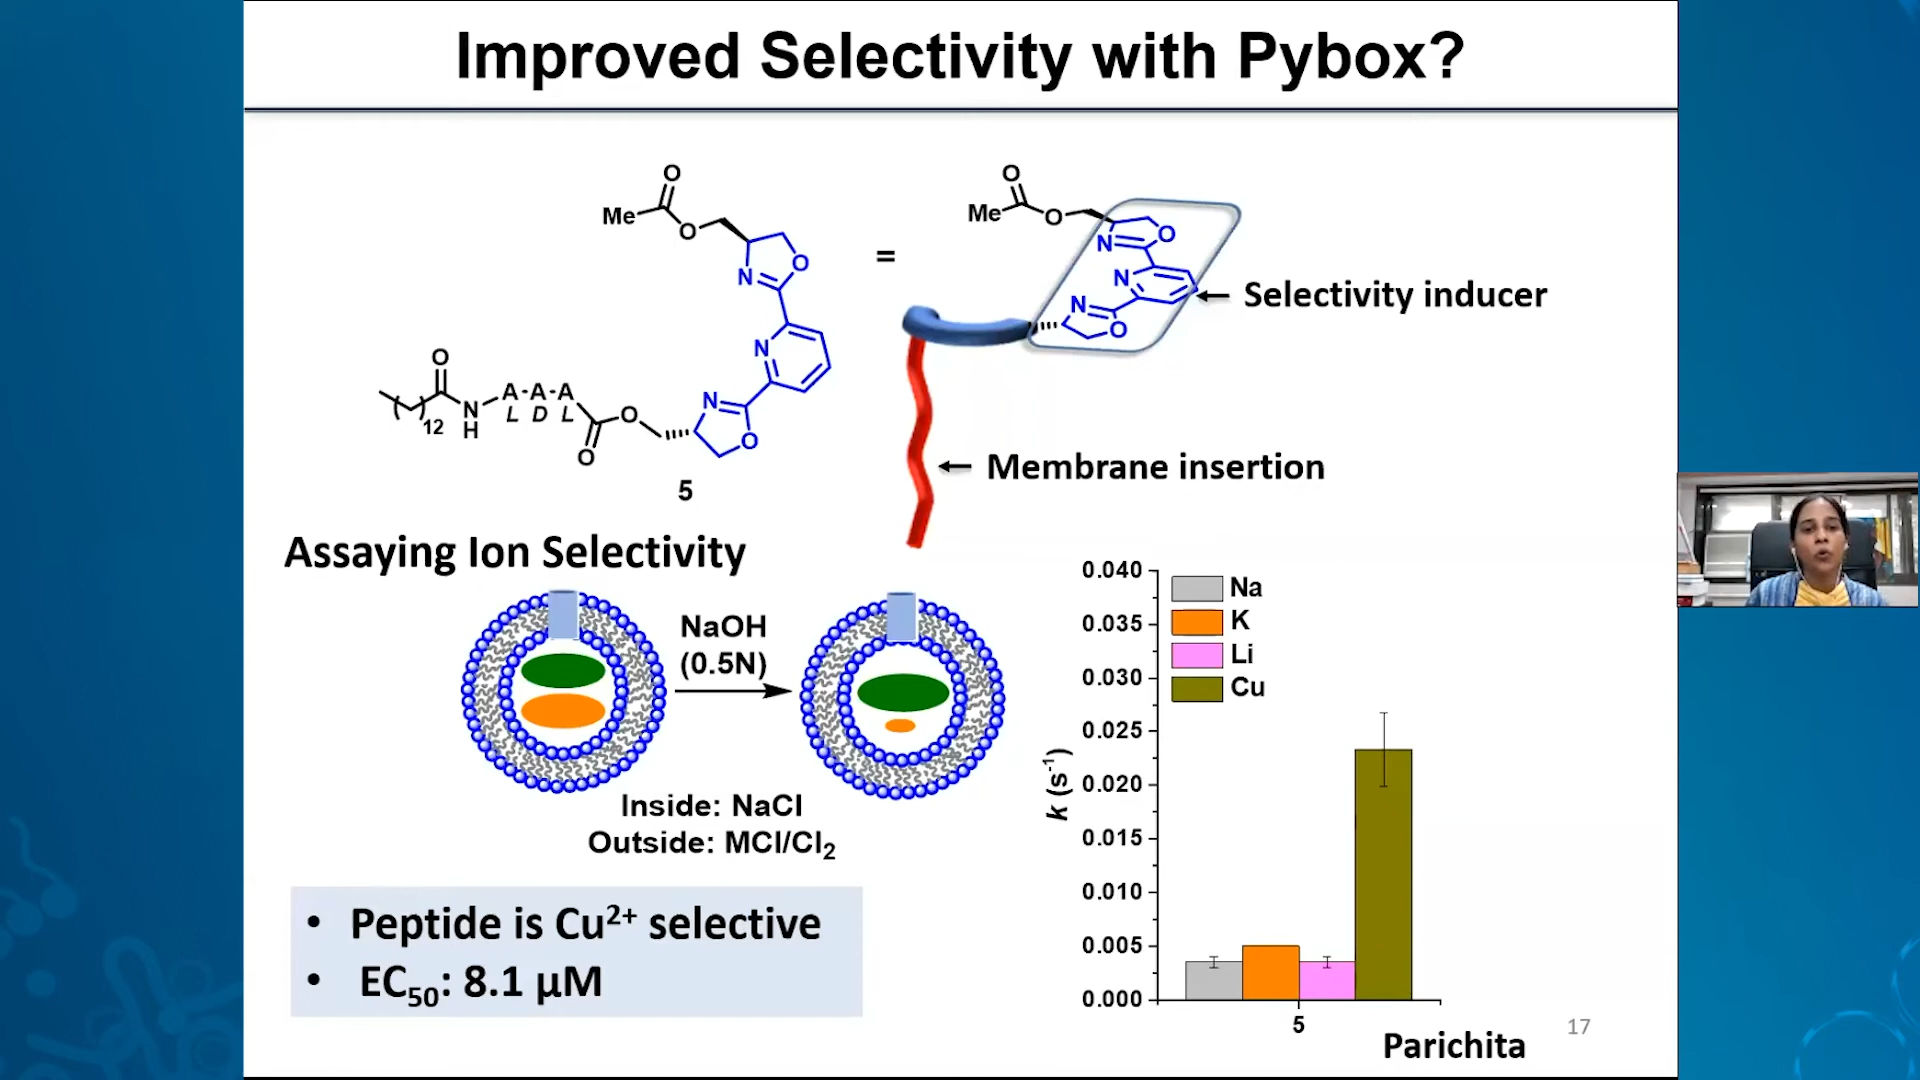 Improved Selectivity with Pybox?
O
Me
O
N
O
N
N
O
O
N
H
12
A-A-A
L D L
O
O
5
=
O
Me
O
N
O
N
N
O
Selectivity inducer
Membrane insertion
Assaying Ion Selectivity
NaOH
(0.5N)
Inside: NaCl
Outside: MCl/Cl₂
• Peptide is Cu²⁺ selective
• EC₅₀: 8.1 µM
0.040
0.035
0.030
0.025
0.020
0.015
0.010
0.005
0.000
k (s⁻¹)
Na
K
Li
Cu
5
Parichita
17